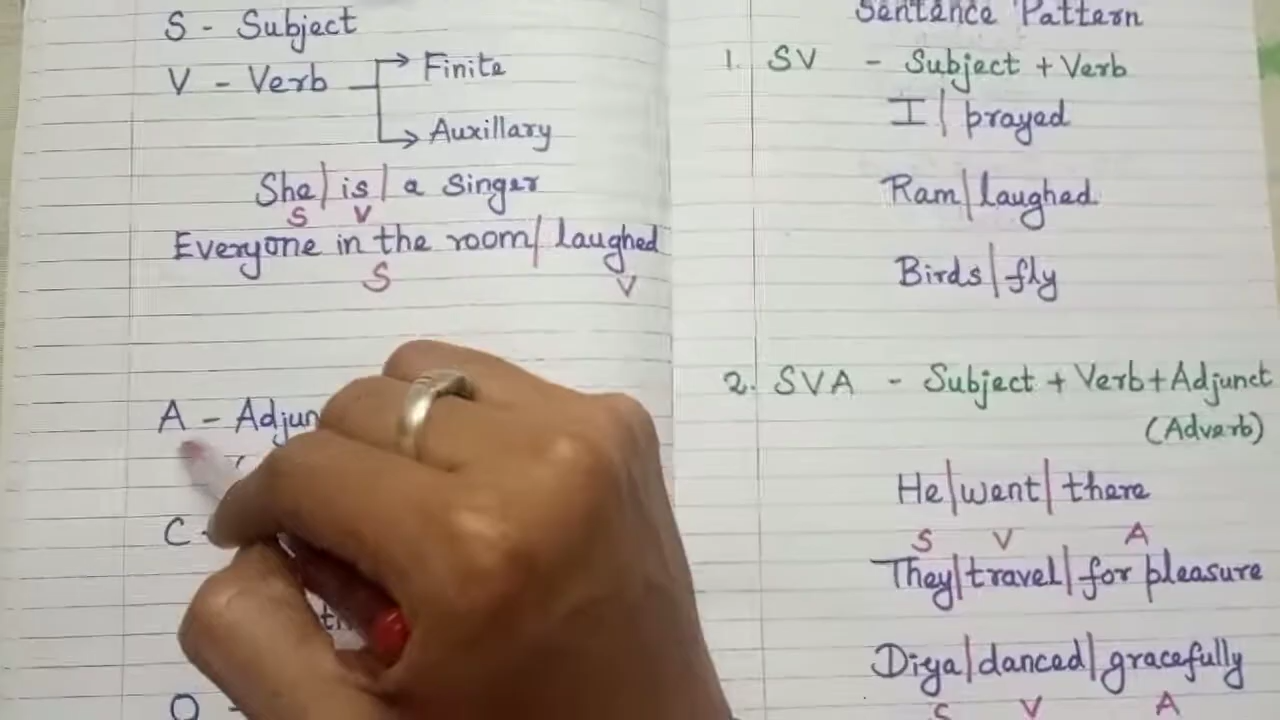 S - Subject
V - Verb
Finite
Auxillary
She | is | a singer
S V
Everyone in the room | laughed
S V
A - Adjun
C -
O -
Sentence Pattern
1. SV - Subject + Verb
I | prayed
Ram | laughed
Birds | fly
2. SVA - Subject + Verb + Adjunct
(Adverb)
He | went | there
S V A
They | travel | for pleasure
Diya | danced | gracefully
S V A